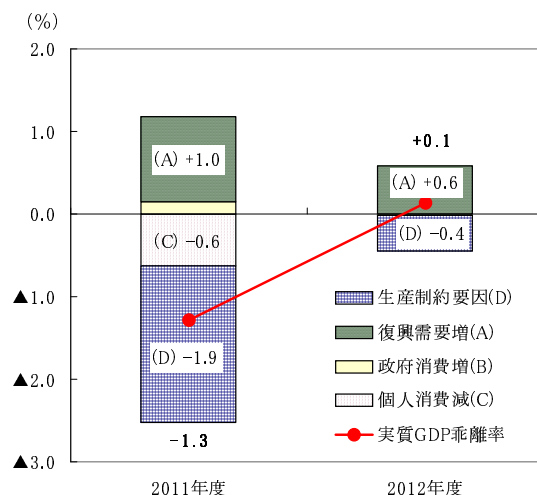 (%)
2.0
1.0
0.0
▲1.0
▲2.0
▲3.0
(A) +1.0
(C) −0.6
(D) −1.9
−1.3
+0.1
(A) +0.6
(D) −0.4
生産制約要因(D)
復興需要増(A)
政府消費増(B)
個人消費減(C)
実質GDP乖離率
2011年度
2012年度